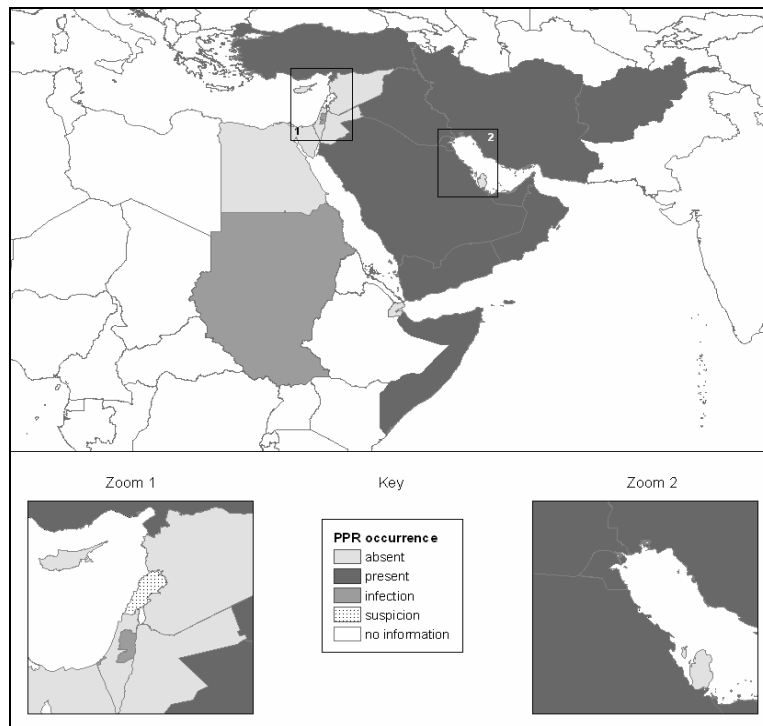 1
2
Zoom 1
Key
Zoom 2
PPR occurrence
absent
present
infection
suspicion
no information